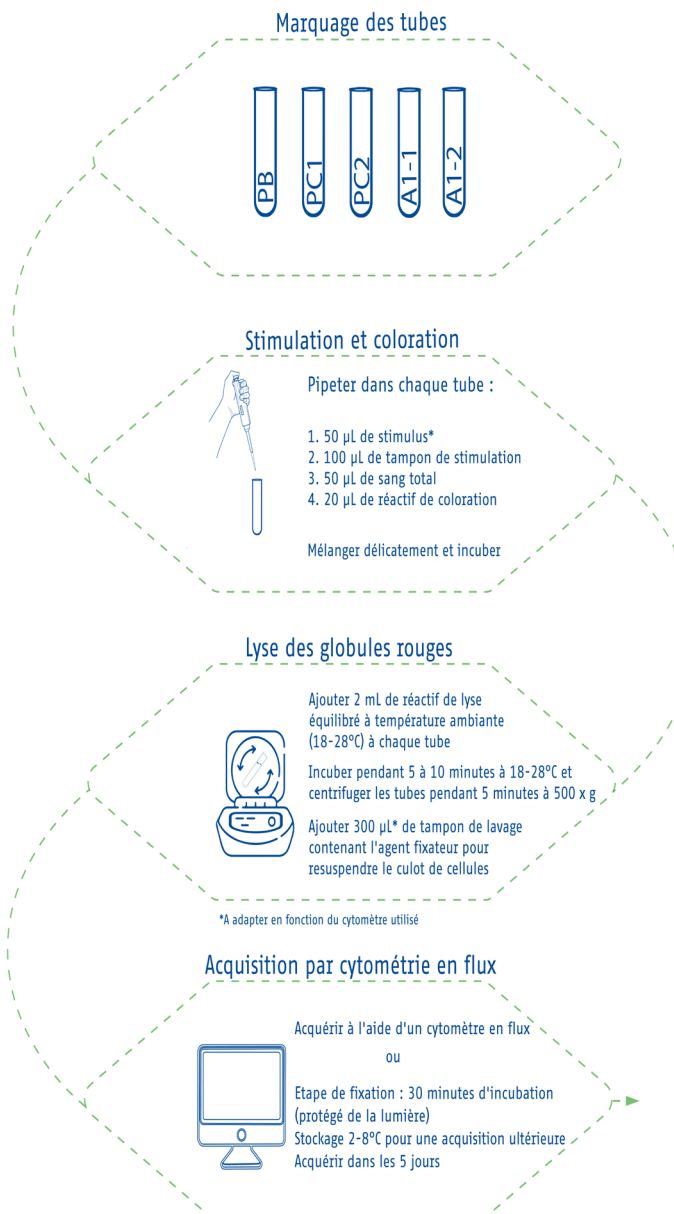 Marquage des tubes
PB
PC1
PC2
A1-1
A1-2
Stimulation et coloration
Pipeter dans chaque tube :
1. 50 µL de stimulus*
2. 100 µL de tampon de stimulation
3. 50 µL de sang total
4. 20 µL de réactif de coloration
Mélanger délicatement et incuber
Lyse des globules rouges
Ajouter 2 mL de réactif de lyse
équilibré à température ambiante
(18-28°C) à chaque tube
Incuber pendant 5 à 10 minutes à 18-28°C et
centrifuger les tubes pendant 5 minutes à 500 x g
Ajouter 300 µL* de tampon de lavage
contenant l'agent fixateur pour
resuspendre le culot de cellules
*A adapter en fonction du cytomètre utilisé
Acquisition par cytométrie en flux
Acquérir à l'aide d'un cytomètre en flux
ou
Etape de fixation : 30 minutes d'incubation
(protégé de la lumière)
Stockage 2-8°C pour une acquisition ultérieure
Acquérir dans les 5 jours